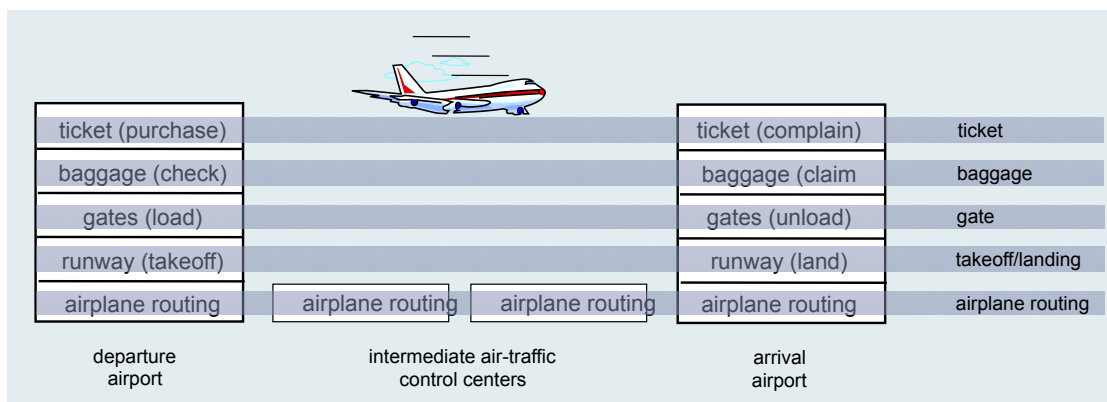 ticket (purchase)
ticket (complain)
ticket
baggage (check)
baggage (claim
baggage
gates (load)
gates (unload)
gate
runway (takeoff)
runway (land)
takeoff/landing
airplane routing
airplane routing
airplane routing
airplane routing
airplane routing
departure
airport
intermediate air-traffic
control centers
arrival
airport